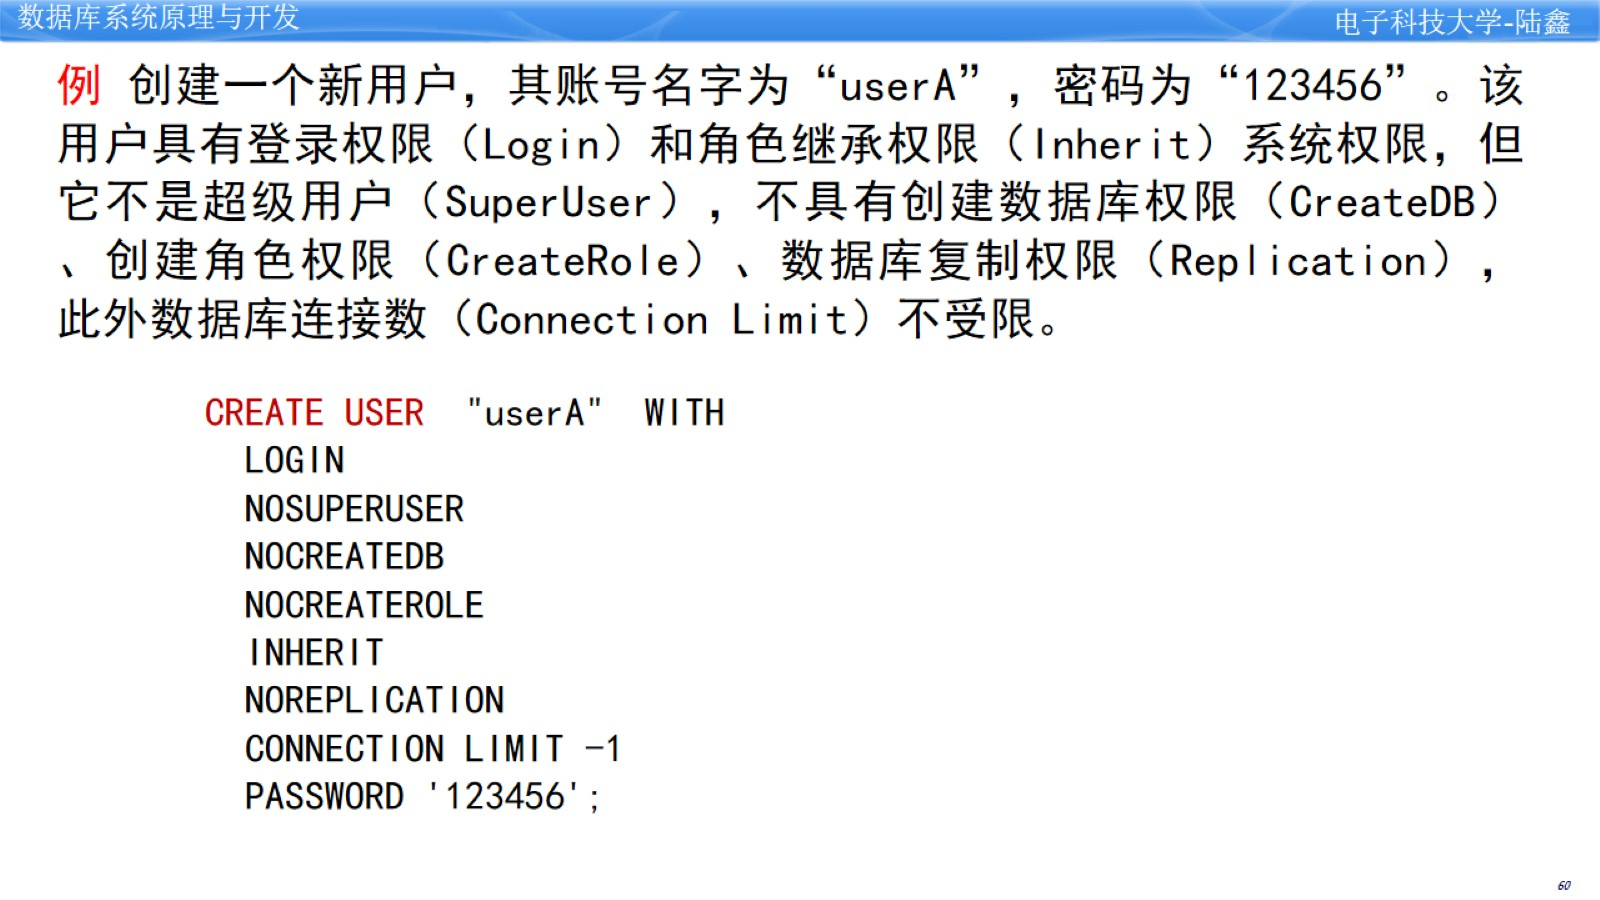 数据库系统原理与开发
电子科技大学-陆鑫
例 创建一个新用户，其账号名字为“userA”，密码为“123456”。该
用户具有登录权限（Login）和角色继承权限（Inherit）系统权限，但
它不是超级用户（SuperUser），不具有创建数据库权限（CreateDB）
、创建角色权限（CreateRole）、数据库复制权限（Replication），
此外数据库连接数（Connection Limit）不受限。
CREATE USER "userA" WITH
LOGIN
NOSUPERUSER
NOCREATEDB
NOCREATEROLE
INHERIT
NOREPLICATION
CONNECTION LIMIT -1
PASSWORD '123456';
60